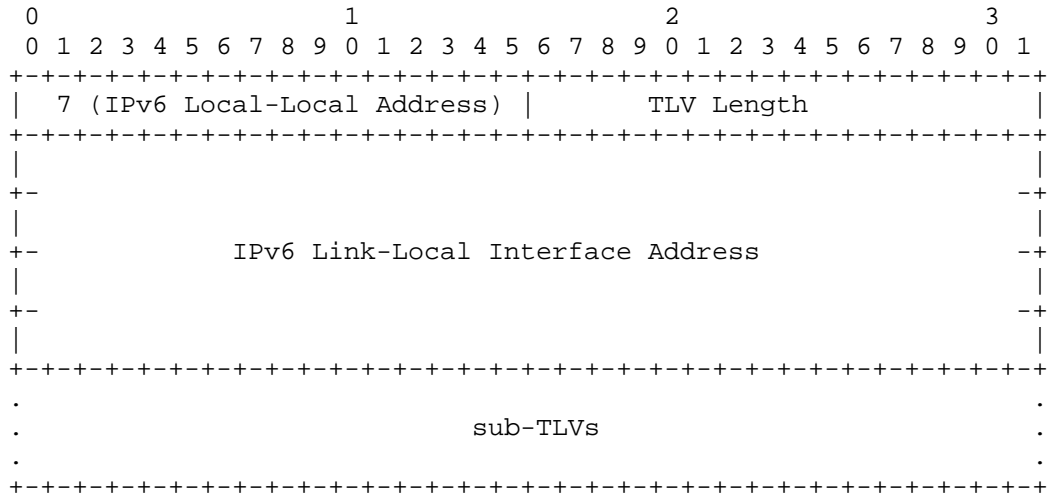 0                   1                   2                   3
 0 1 2 3 4 5 6 7 8 9 0 1 2 3 4 5 6 7 8 9 0 1 2 3 4 5 6 7 8 9 0 1
+-+-+-+-+-+-+-+-+-+-+-+-+-+-+-+-+-+-+-+-+-+-+-+-+-+-+-+-+-+-+-+-+
|  7 (IPv6 Local-Local Address) |       TLV Length              |
+-+-+-+-+-+-+-+-+-+-+-+-+-+-+-+-+-+-+-+-+-+-+-+-+-+-+-+-+-+-+-+-+
|                                                               |
+-                                                             -+
|                                                               |
+-            IPv6 Link-Local Interface Address                -+
|                                                               |
+-                                                             -+
|                                                               |
+-+-+-+-+-+-+-+-+-+-+-+-+-+-+-+-+-+-+-+-+-+-+-+-+-+-+-+-+-+-+-+-+
.                                                               .
.                            sub-TLVs                           .
.                                                               .
+-+-+-+-+-+-+-+-+-+-+-+-+-+-+-+-+-+-+-+-+-+-+-+-+-+-+-+-+-+-+-+-+